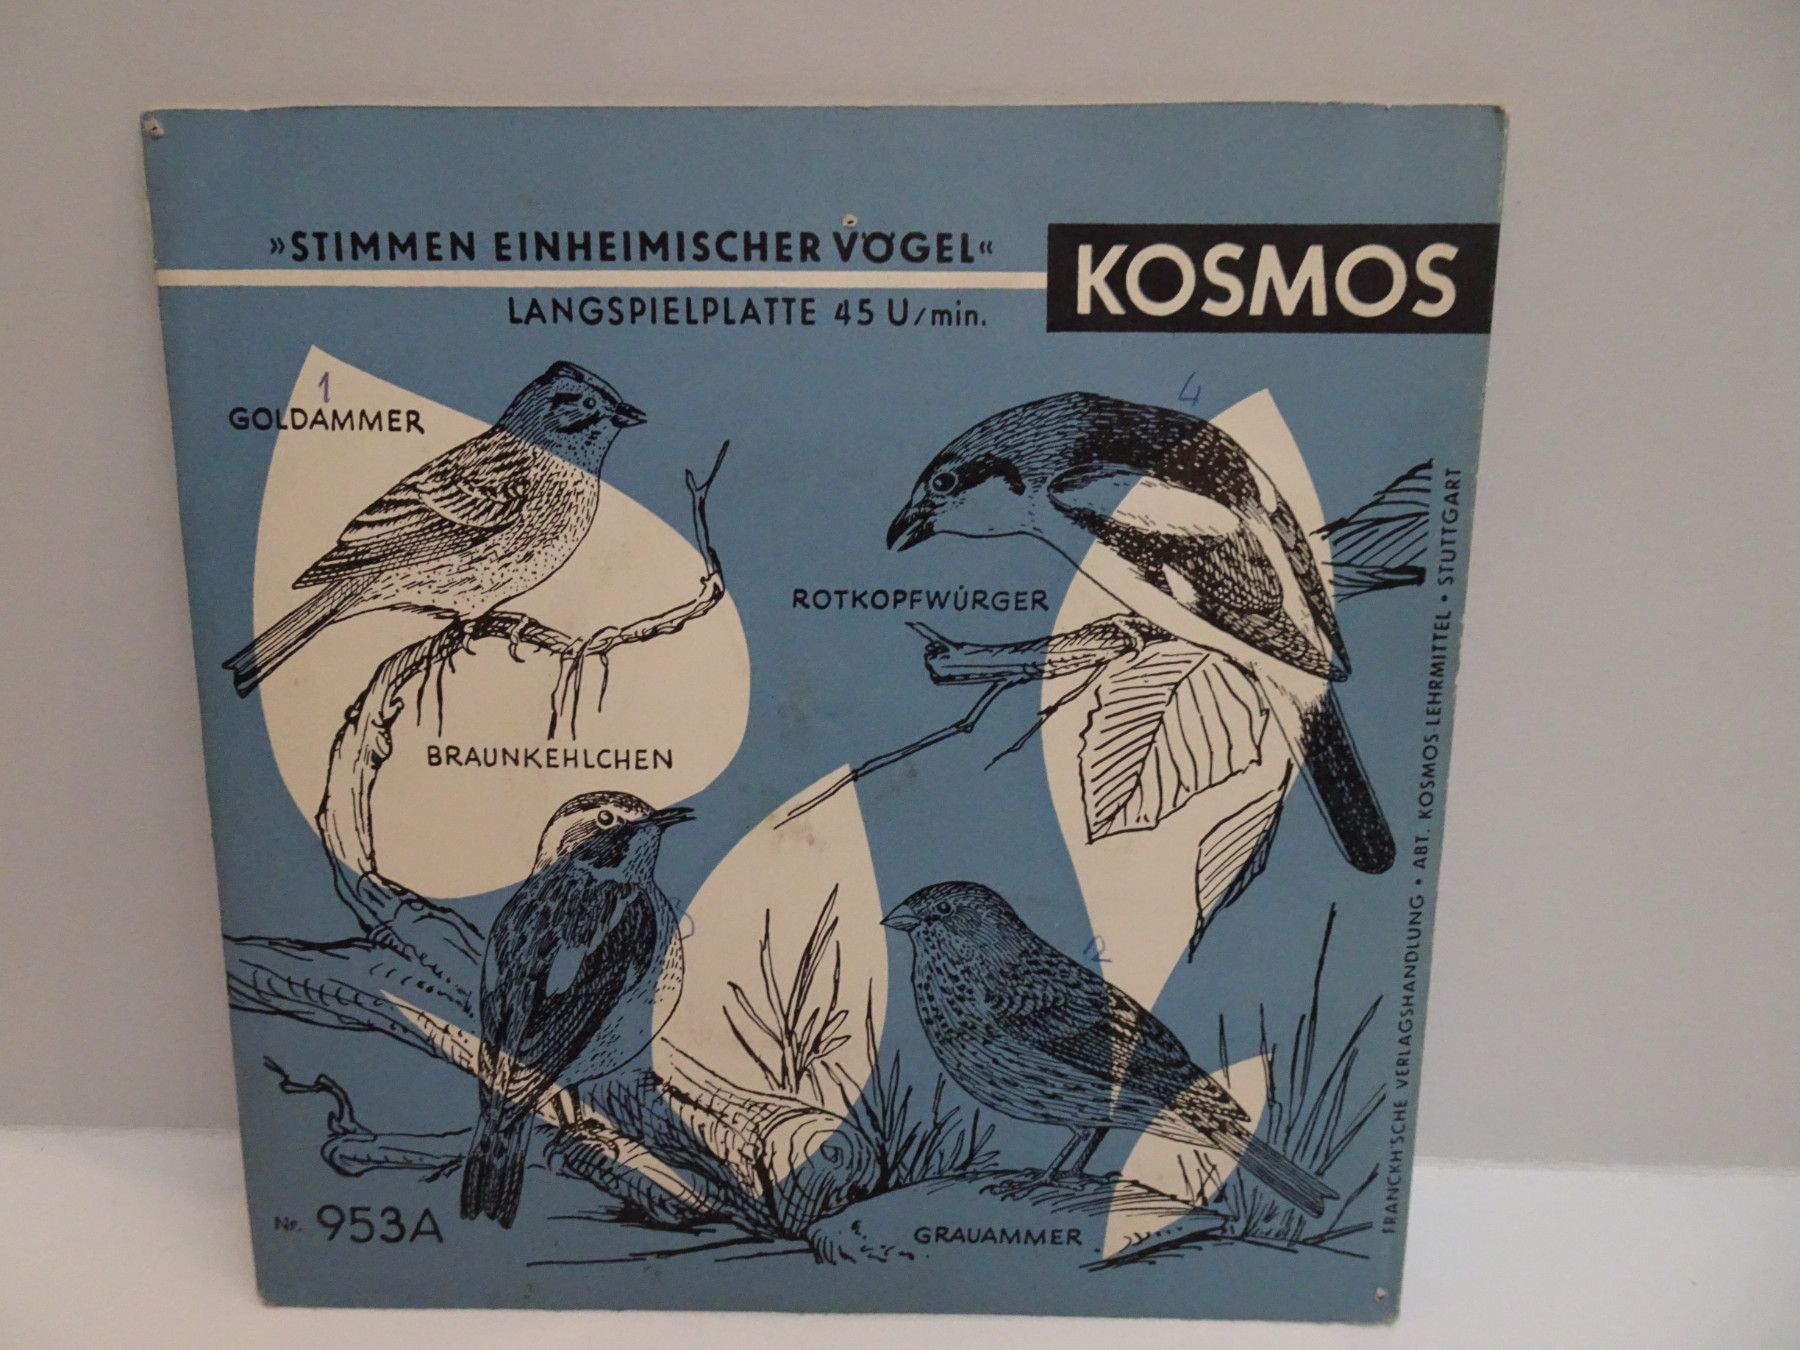 »STIMMEN EINHEIMISCHER VÖGEL«
KOSMOS
LANGSPIELPLATTE 45 U/min.
1
GOLDAMMER
4
ROTKOPFWÜRGER
BRAUNKEHLCHEN
3
2
GRAUAMMER
Nr. 953A
FRANCKH'SCHE VERLAGSHANDLUNG • ABT. KOSMOS-LEHRMITTEL • STUTTGART